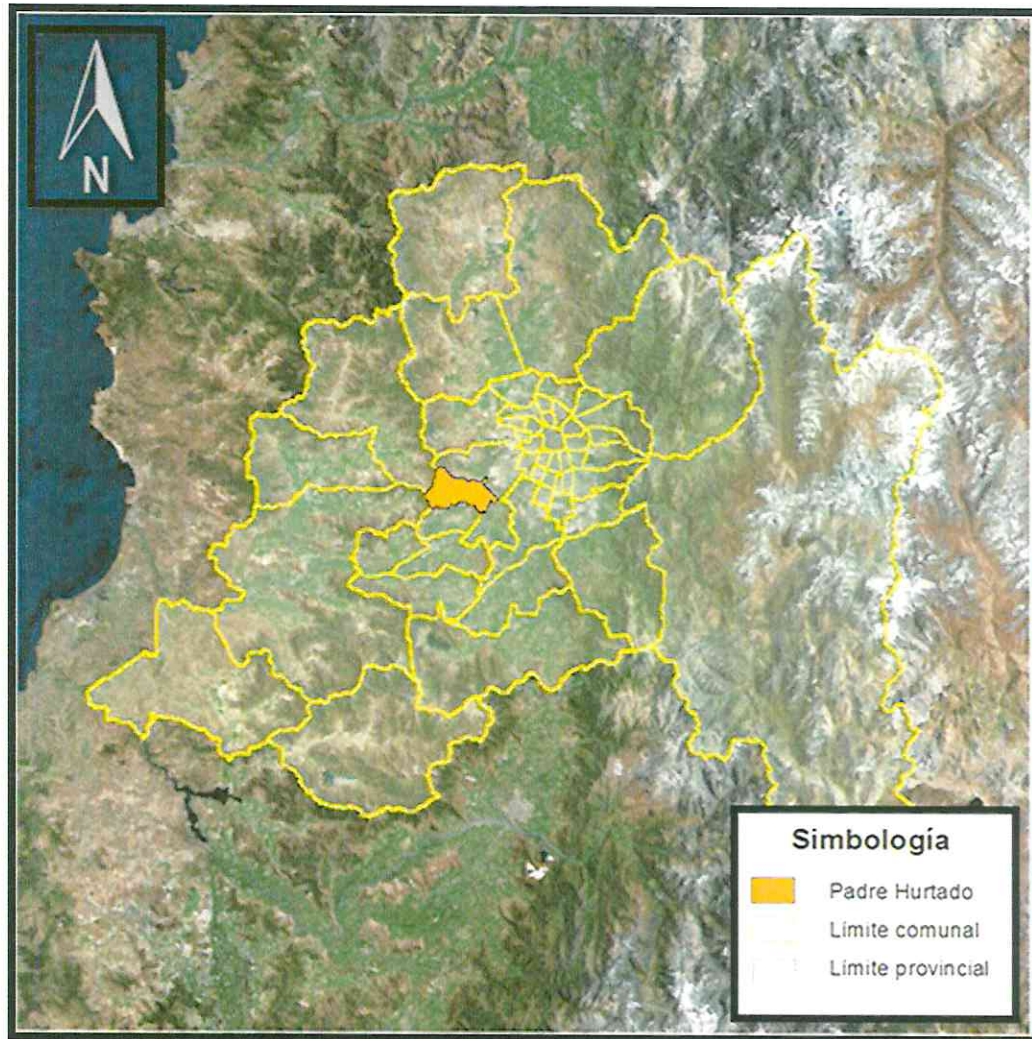 N
Simbología
Padre Hurtado
Límite comunal
Límite provincial